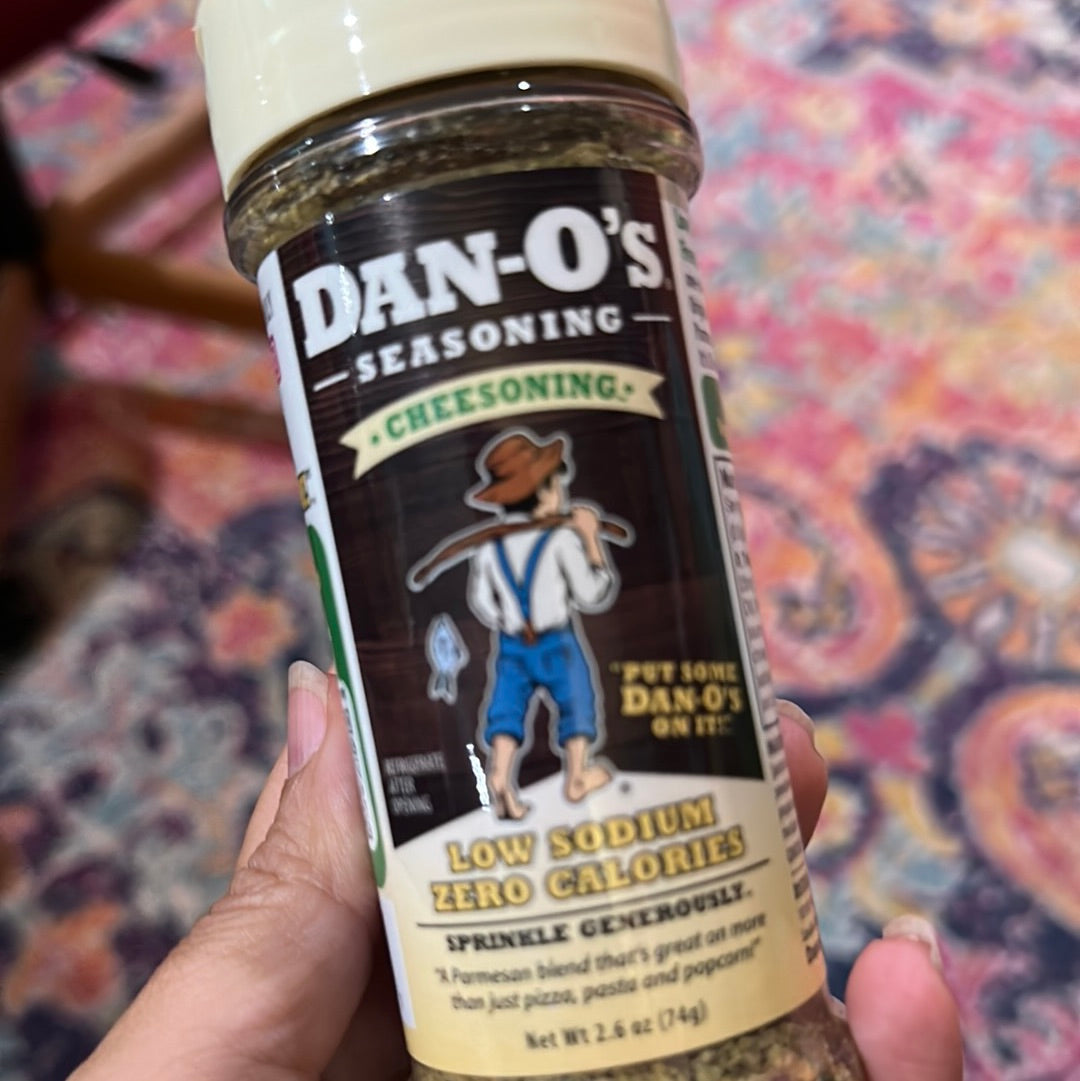 DAN-O'S
SEASONING
CHEESONING
"PUT SOME
DAN-O'S
ON IT!"
REFRIGERATE
AFTER
OPENING
LOW SODIUM
ZERO CALORIES
SPRINKLE GENEROUSLY.
"A Parmesan blend that's great on more
than just pizza, pasta and popcorn!"
Net Wt 2.6 oz (74g)